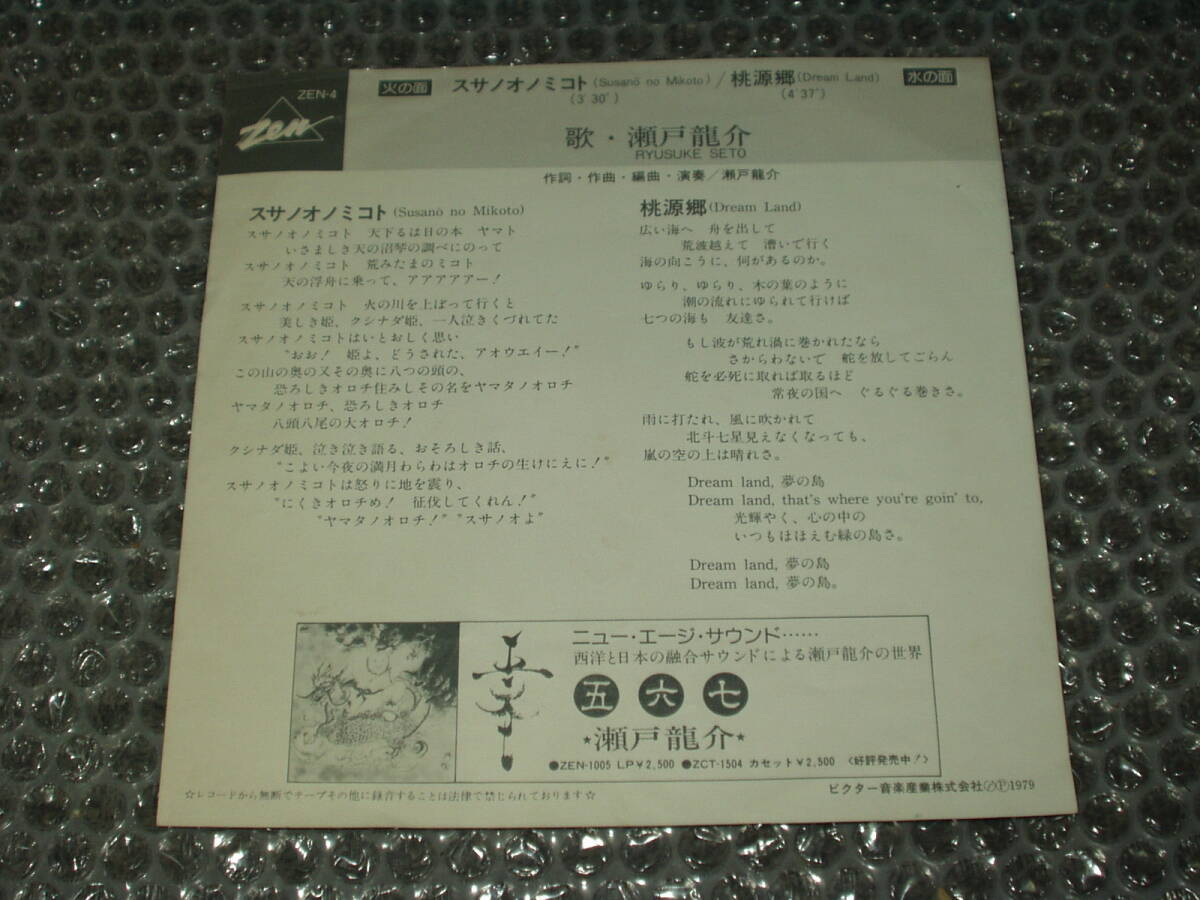 ZEN-4
Zen
火の面 スサノオノミコト (Susanō no Mikoto) / 桃源郷 (Dream Land) 水の面
(3'30") (4'37")
歌・瀬戸龍介
RYUSUKE SETO
作詞・作曲・編曲・演奏／瀬戸龍介
スサノオノミコト (Susanō no Mikoto)
スサノオノミコト 天下るは日の本 ヤマト
いさましき天の沼琴の調べにのって
スサノオノミコト 荒みたまのミコト
天の浮舟に乗って、アアアアアー！
スサノオノミコト 火の川を上ぼって行くと
美しき姫、クシナダ姫、一人泣きくづれてた
スサノオノミコトはいとおしく思い
“おお！ 姫よ、どうされた、アオウエイー！”
この山の奥の又その奥に八つの頭の、
恐ろしきオロチ住みしその名をヤマタノオロチ
ヤマタノオロチ、恐ろしきオロチ
八頭八尾の大オロチ！
クシナダ姫、泣き泣き語る、おそろしき話、
“こよい今夜の満月わらわはオロチの生けにえに！”
スサノオノミコトは怒りに地を震り、
“にくきオロチめ！ 征伐してくれん！”
“ヤマタノオロチ！” “スサノオよ”
桃源郷 (Dream Land)
広い海へ 舟を出して
荒波越えて 漕いで行く
海の向こうに、何があるのか。
ゆらり、ゆらり、木の葉のように
潮の流れにゆられて行けば
七つの海も 友達さ。
もし波が荒れ渦に巻かれたなら
さからわないで 舵を放してごらん
舵を必死に取れば取るほど
常夜の国へ ぐるぐる巻きさ。
雨に打たれ、風に吹かれて
北斗七星見えなくなっても、
嵐の空の上は晴れさ。
Dream land, 夢の島
Dream land, that's where you're goin' to,
光輝やく、心の中の
いつもほほえむ緑の島さ。
Dream land, 夢の島
Dream land, 夢の島。
ニュー・エージ・サウンド……
西洋と日本の融合サウンドによる瀬戸龍介の世界
五 六 七
★瀬戸龍介★
●ZEN-1005 LP￥2,500 ●ZCT-1504 カセット￥2,500 〈好評発売中！〉
☆レコードから無断でテープその他に録音することは法律で禁じられております☆
ビクター音楽産業株式会社 Ⓟ1979